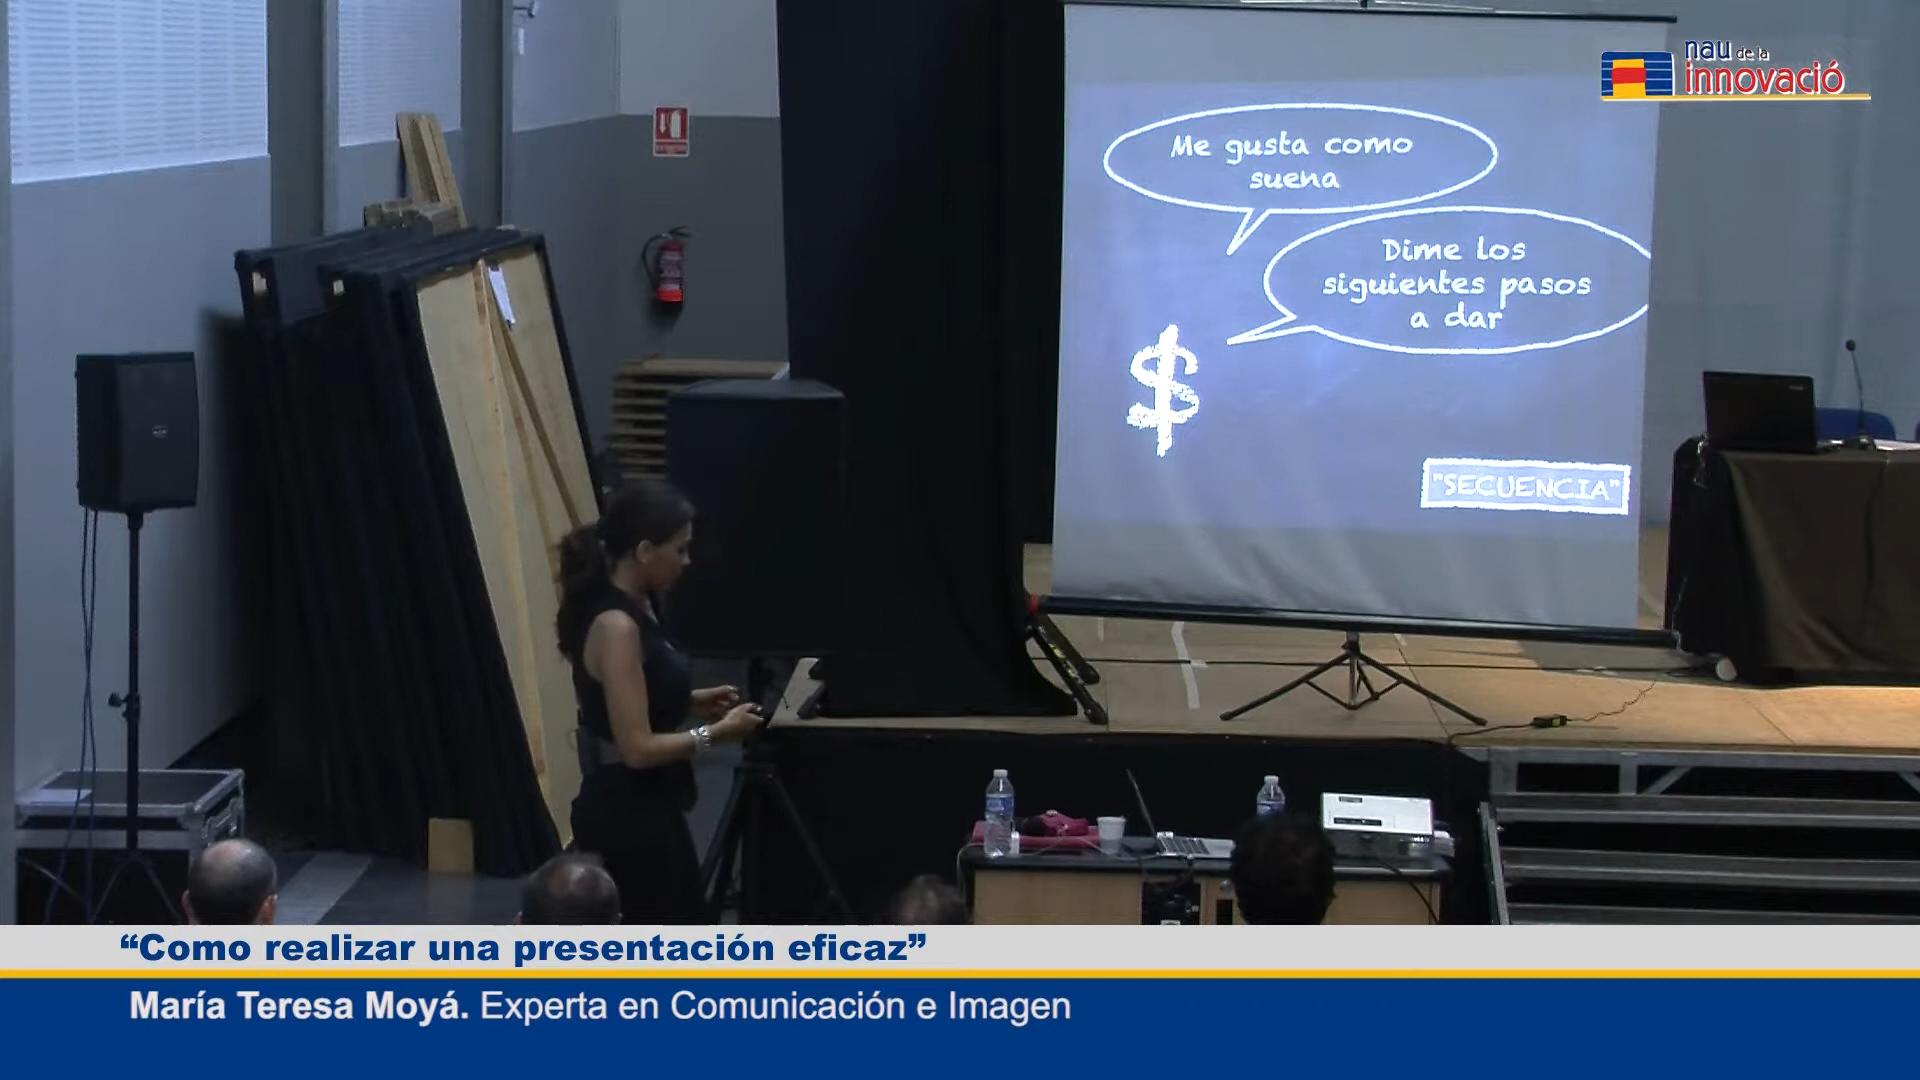 nau de la
innovació
Me gusta como
suena
Dime los
siguientes pasos
a dar
$
"SECUENCIA"
“Como realizar una presentación eficaz”
María Teresa Moyá. Experta en Comunicación e Imagen